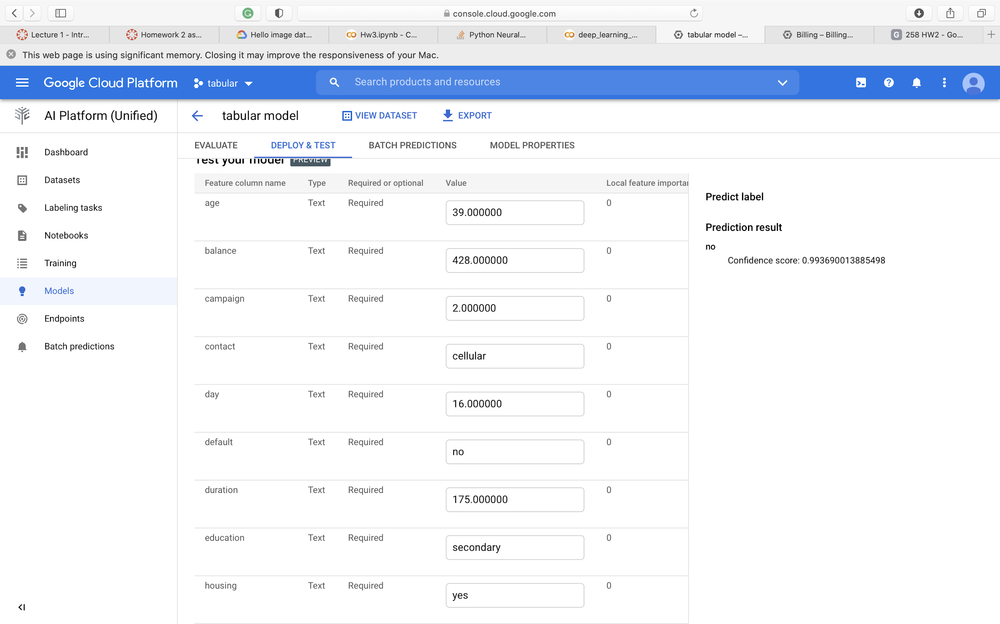 G
console.cloud.google.com
Lecture 1 - Intr...
Homework 2 as...
Hello image dat...
Hw3.ipynb - C...
Python Neural...
deep_learning_...
tabular model –...
Billing – Billing...
G 258 HW2 - Go...
This web page is using significant memory. Closing it may improve the responsiveness of your Mac.
Google Cloud Platform
tabular
Search products and resources
AI Platform (Unified)
Dashboard
Datasets
Labeling tasks
Notebooks
Training
Models
Endpoints
Batch predictions
tabular model
VIEW DATASET
EXPORT
EVALUATE
DEPLOY & TEST
BATCH PREDICTIONS
MODEL PROPERTIES
Test your model PREVIEW
Feature column name Type Required or optional Value Local feature importan
age Text Required 39.000000 0
balance Text Required 428.000000 0
campaign Text Required 2.000000 0
contact Text Required cellular 0
day Text Required 16.000000 0
default Text Required no 0
duration Text Required 175.000000 0
education Text Required secondary 0
housing Text Required yes 0
Predict label
Prediction result
no
Confidence score: 0.993690013885498